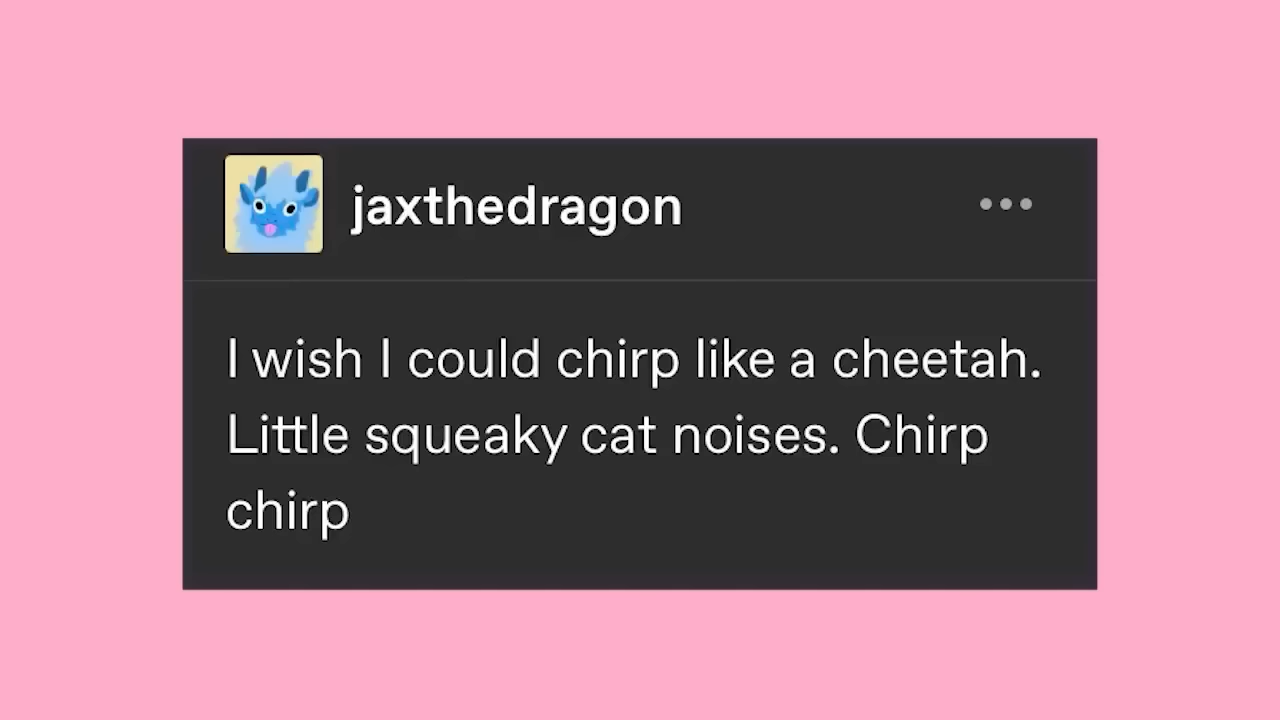 jaxthedragon
I wish I could chirp like a cheetah.
Little squeaky cat noises. Chirp
chirp